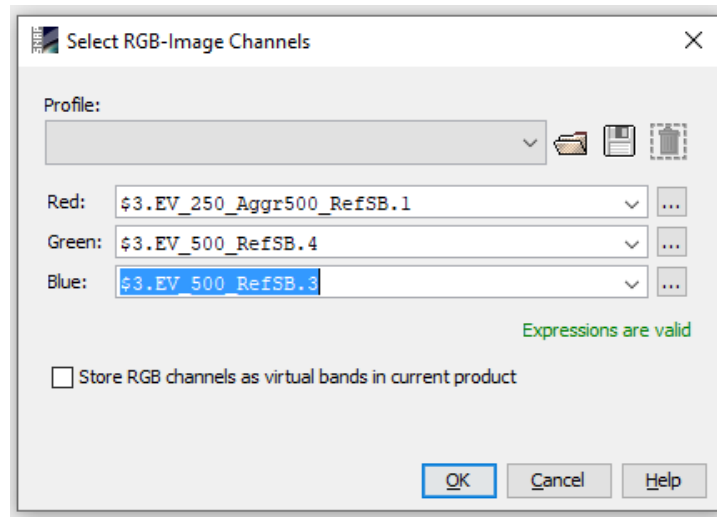 SNAP
Select RGB-Image Channels
Profile:
Red: $3.EV_250_Aggr500_RefSB.1 ...
Green: $3.EV_500_RefSB.4 ...
Blue: $3.EV_500_RefSB.3 ...
Expressions are valid
Store RGB channels as virtual bands in current product
OK Cancel Help